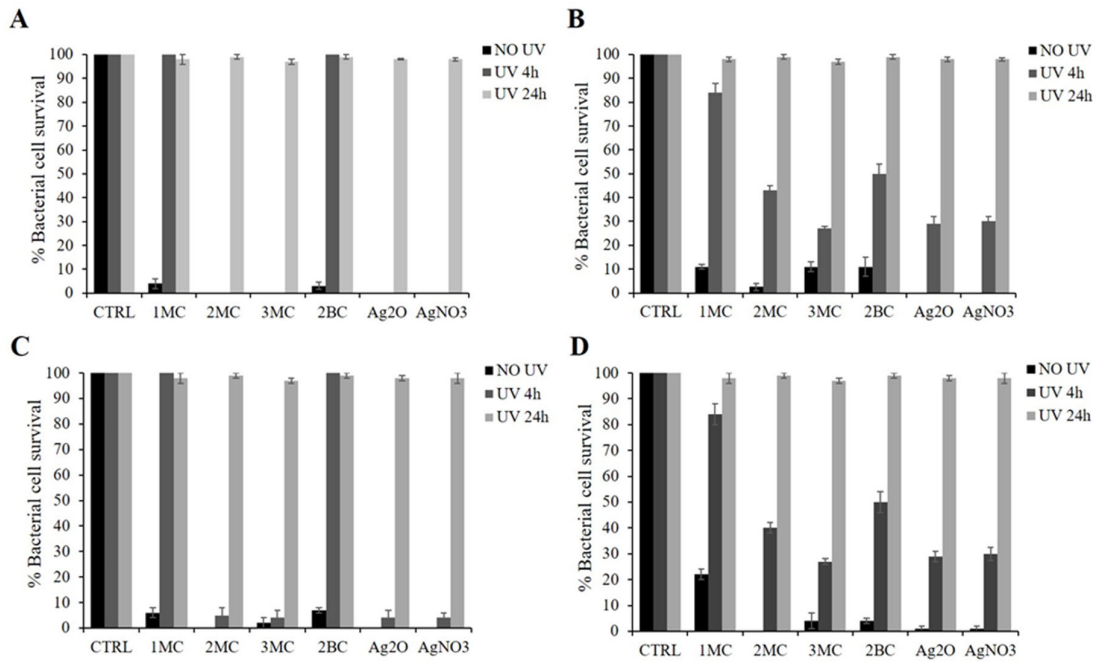 A
% Bacterial cell survival
100
90
80
70
60
50
40
30
20
10
0
CTRL 1MC 2MC 3MC 2BC Ag2O AgNO3
NO UV
UV 4h
UV 24h
B
% Bacterial cell survival
100
90
80
70
60
50
40
30
20
10
0
CTRL 1MC 2MC 3MC 2BC Ag2O AgNO3
NO UV
UV 4h
UV 24h
C
% Bacterial cell survival
100
90
80
70
60
50
40
30
20
10
0
CTRL 1MC 2MC 3MC 2BC Ag2O AgNO3
NO UV
UV 4h
UV 24h
D
% Bacterial cell survival
100
90
80
70
60
50
40
30
20
10
0
CTRL 1MC 2MC 3MC 2BC Ag2O AgNO3
NO UV
UV 4h
UV 24h